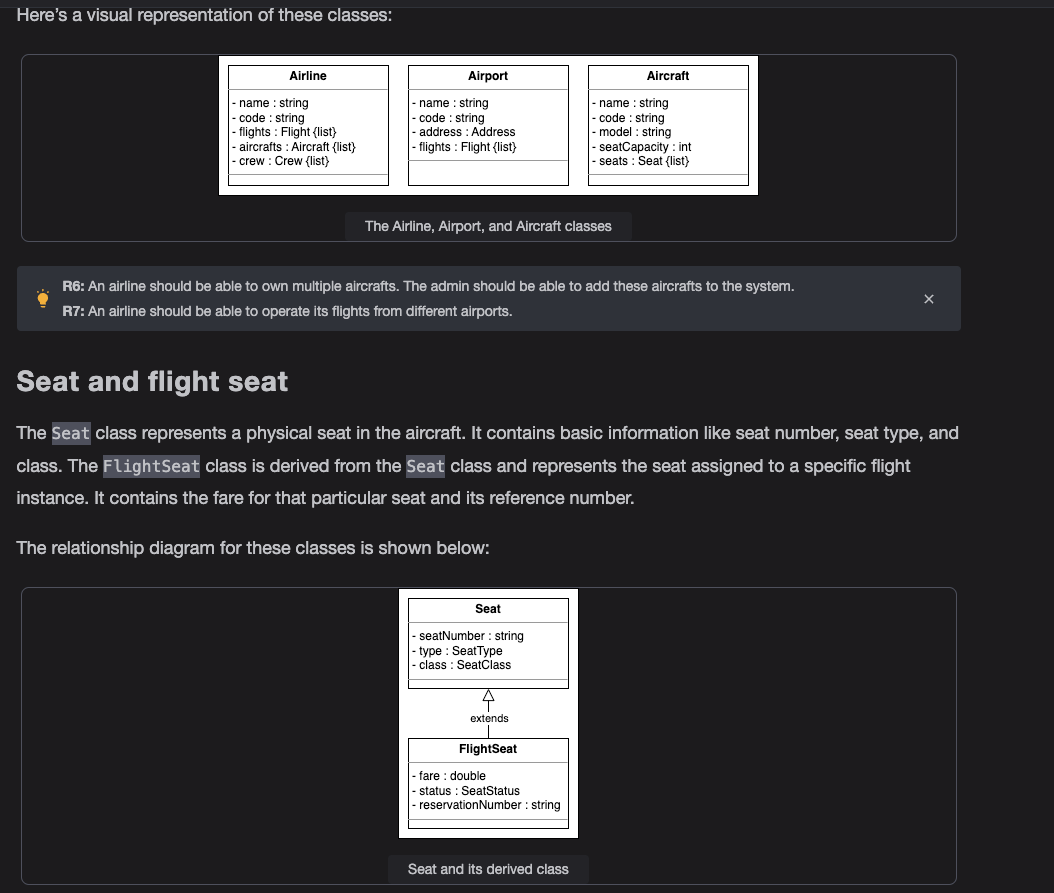 Here's a visual representation of these classes:
Airline
- name : string
- code : string
- flights : Flight {list}
- aircrafts : Aircraft {list}
- crew : Crew {list}
Airport
- name : string
- code : string
- address : Address
- flights : Flight {list}
Aircraft
- name : string
- code : string
- model : string
- seatCapacity : int
- seats : Seat {list}
The Airline, Airport, and Aircraft classes
R6: An airline should be able to own multiple aircrafts. The admin should be able to add these aircrafts to the system.
R7: An airline should be able to operate its flights from different airports.
Seat and flight seat
The Seat class represents a physical seat in the aircraft. It contains basic information like seat number, seat type, and
class. The FlightSeat class is derived from the Seat class and represents the seat assigned to a specific flight
instance. It contains the fare for that particular seat and its reference number.
The relationship diagram for these classes is shown below:
Seat
- seatNumber : string
- type : SeatType
- class : SeatClass
extends
FlightSeat
- fare : double
- status : SeatStatus
- reservationNumber : string
Seat and its derived class